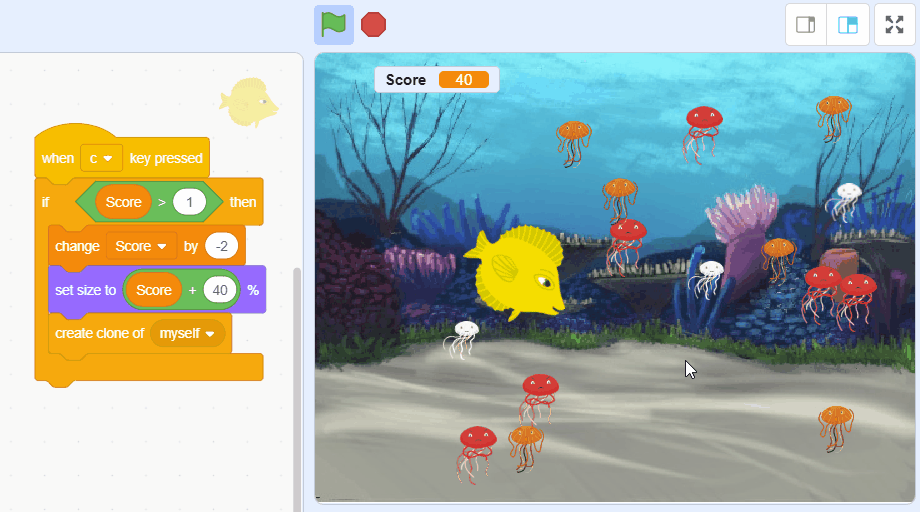 Score 40
when c key pressed
if Score > 1 then
change Score by -2
set size to Score + 40 %
create clone of myself